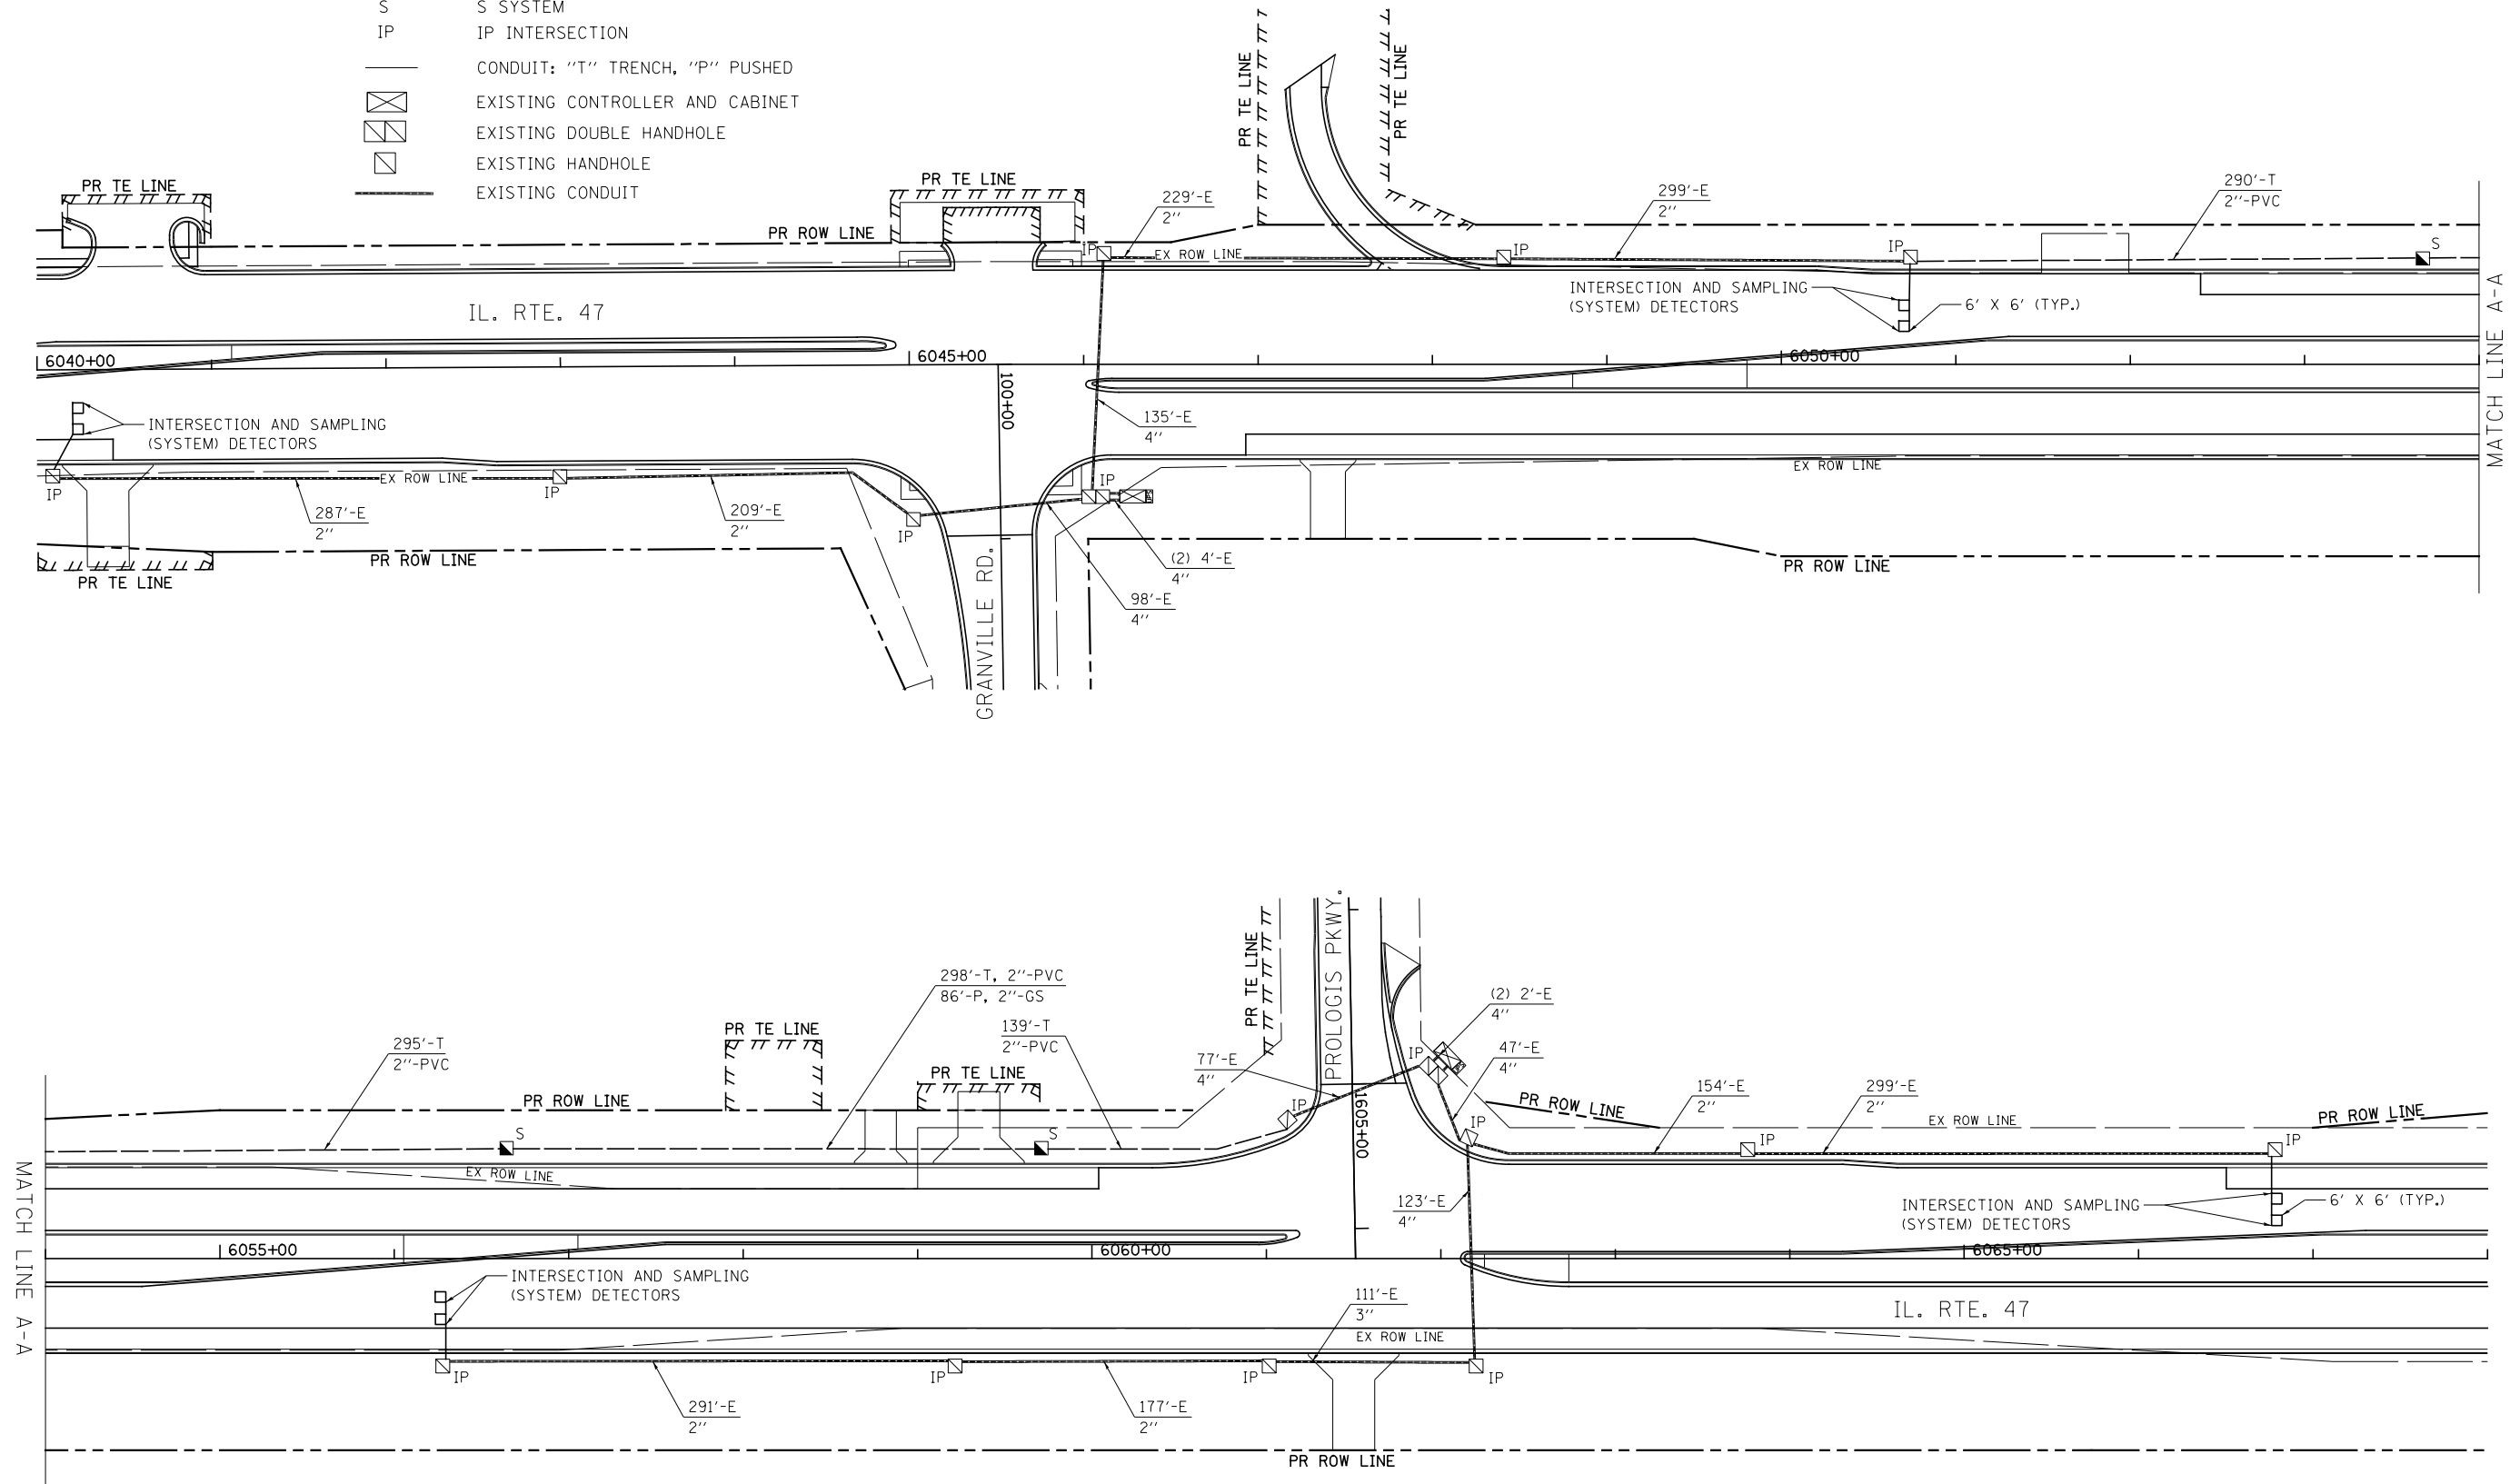 S S SYSTEM
IP IP INTERSECTION
CONDUIT: "T" TRENCH, "P" PUSHED
EXISTING CONTROLLER AND CABINET
EXISTING DOUBLE HANDHOLE
EXISTING HANDHOLE
EXISTING CONDUIT
PR TE LINE
PR TE LINE
PR TE LINE
PR TE LINE
PR ROW LINE
229'-E
2"
299'-E
2"
290'-T
2"-PVC
IP
EX ROW LINE
IP
IP
S
IL. RTE. 47
INTERSECTION AND SAMPLING
(SYSTEM) DETECTORS
6' X 6' (TYP.)
MATCH LINE A-A
6040+00
6045+00
6050+00
100+00
INTERSECTION AND SAMPLING
(SYSTEM) DETECTORS
135'-E
4"
IP
EX ROW LINE
IP
IP
EX ROW LINE
287'-E
2"
209'-E
2"
IP
PR ROW LINE
PR TE LINE
GRANVILLE RD.
(2) 4'-E
4"
98'-E
4"
PR ROW LINE
298'-T, 2"-PVC
86'-P, 2"-GS
139'-T
2"-PVC
295'-T
2"-PVC
PR TE LINE
PR TE LINE
PR TE LINE
PROLOGIS PKWY.
(2) 2'-E
4"
47'-E
4"
77'-E
4"
IP
154'-E
2"
299'-E
2"
PR ROW LINE
PR ROW LINE
EX ROW LINE
PR ROW LINE
S
S
IP
IP
IP
IP
1605+00
EX ROW LINE
123'-E
4"
INTERSECTION AND SAMPLING
(SYSTEM) DETECTORS
6' X 6' (TYP.)
MATCH LINE A-A
6055+00
6060+00
6065+00
INTERSECTION AND SAMPLING
(SYSTEM) DETECTORS
111'-E
3"
EX ROW LINE
IL. RTE. 47
IP
IP
IP
IP
291'-E
2"
177'-E
2"
PR ROW LINE